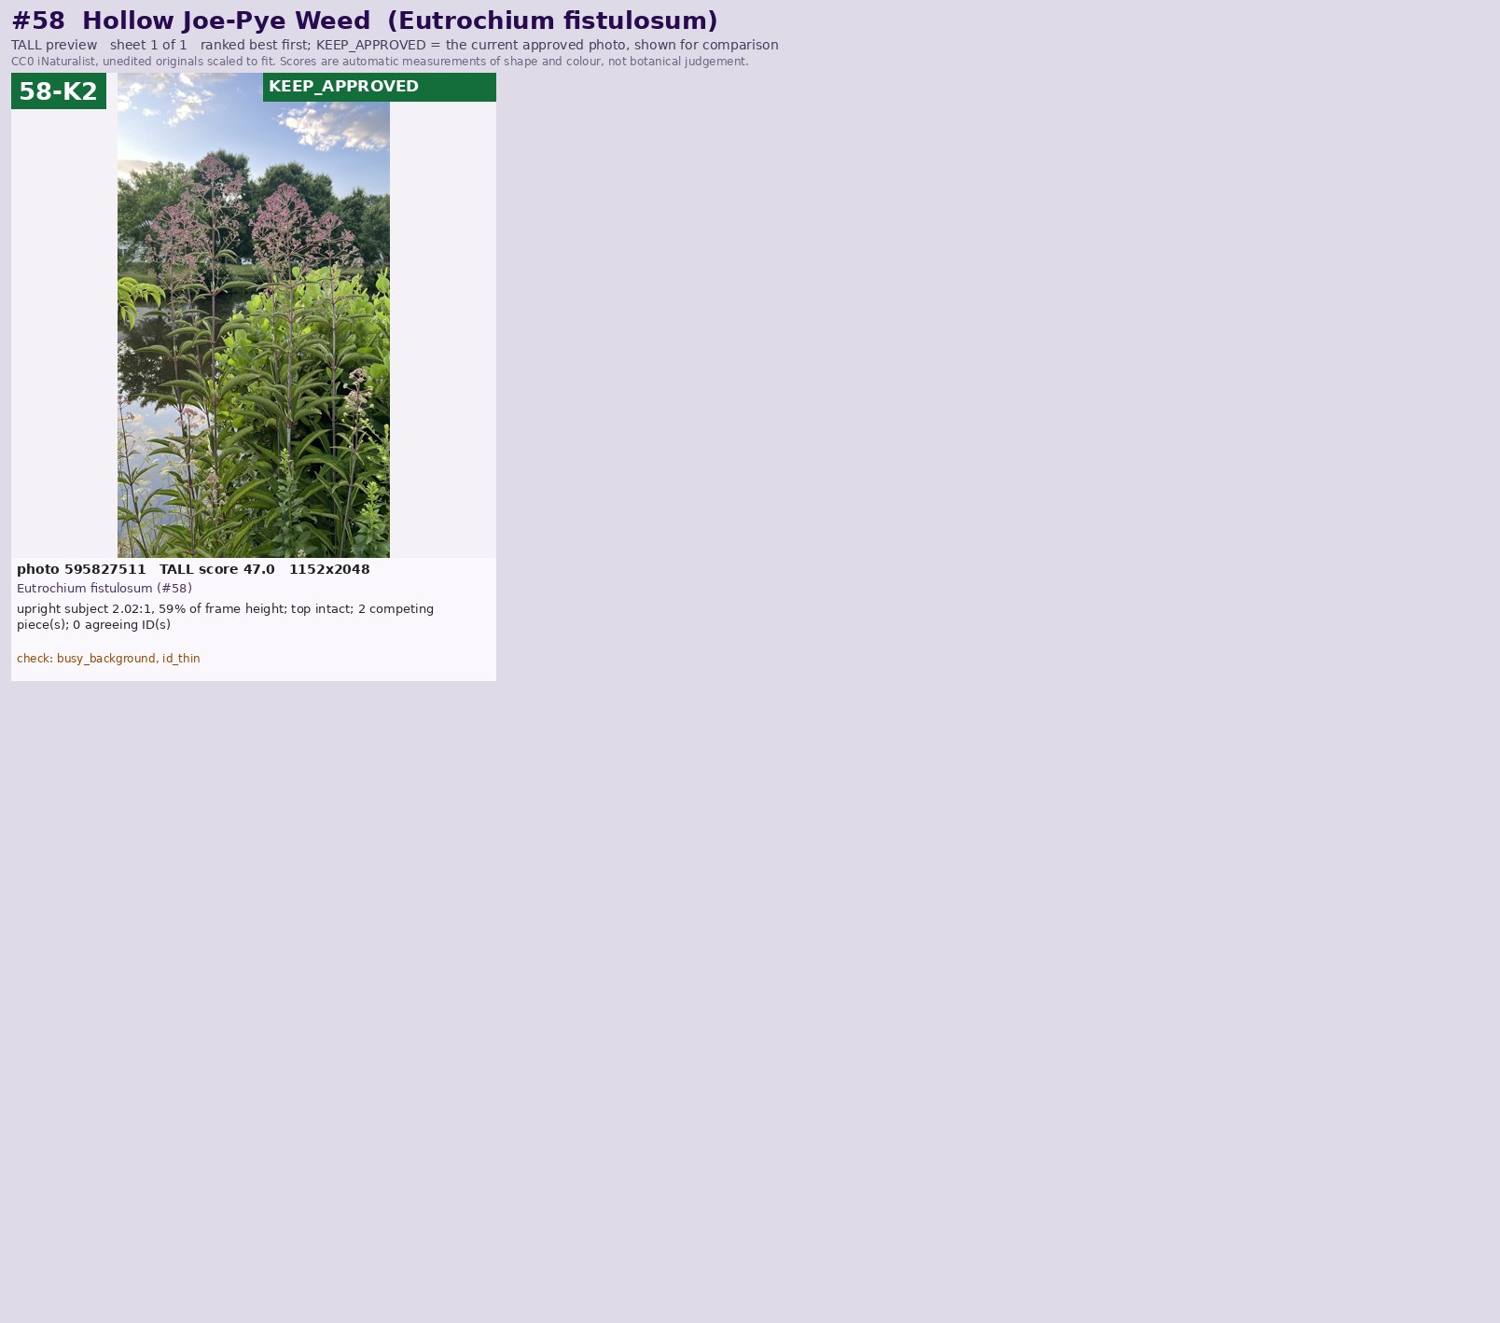 #58  Hollow Joe-Pye Weed  (Eutrochium fistulosum)
TALL preview   sheet 1 of 1   ranked best first; KEEP_APPROVED = the current approved photo, shown for comparison
CC0 iNaturalist, unedited originals scaled to fit. Scores are automatic measurements of shape and colour, not botanical judgement.
58-K2
KEEP_APPROVED
photo 595827511   TALL score 47.0   1152x2048
Eutrochium fistulosum (#58)
upright subject 2.02:1, 59% of frame height; top intact; 2 competing
piece(s); 0 agreeing ID(s)
check: busy_background, id_thin